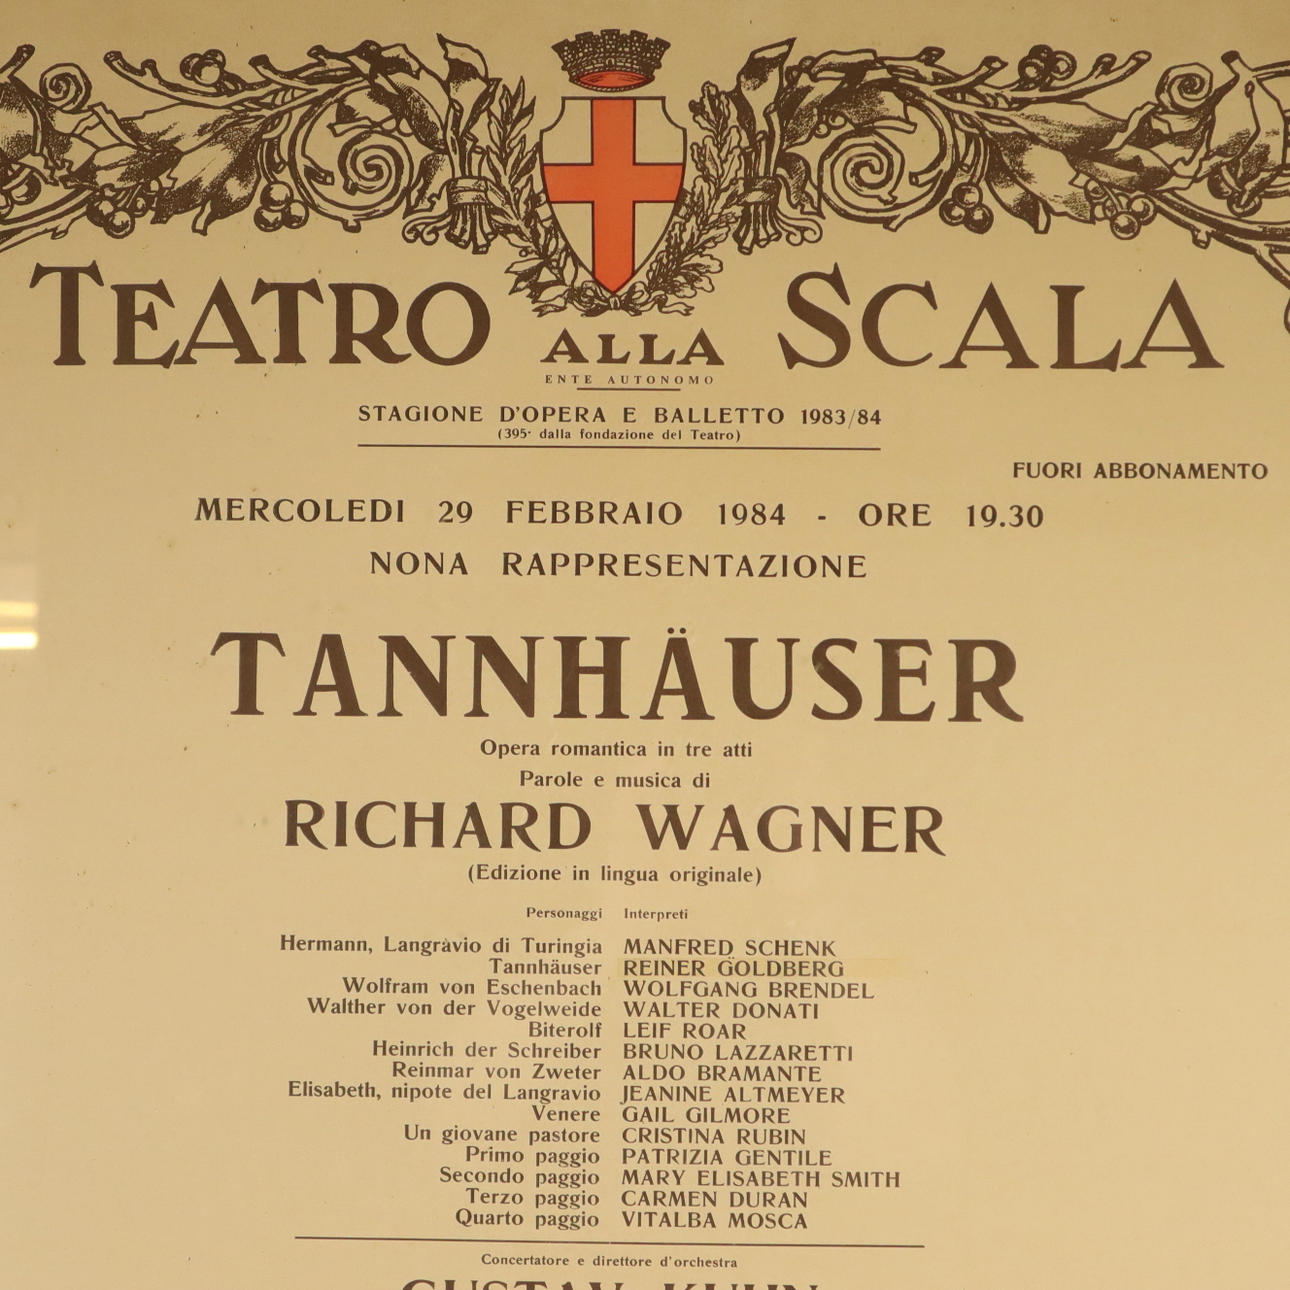 TEATRO ALLA SCALA
ENTE AUTONOMO
STAGIONE D'OPERA E BALLETTO 1983/84
(395ª dalla fondazione del Teatro)
FUORI ABBONAMENTO
MERCOLEDI 29 FEBBRAIO 1984 - ORE 19.30
NONA RAPPRESENTAZIONE
TANNHÄUSER
Opera romantica in tre atti
Parole e musica di
RICHARD WAGNER
(Edizione in lingua originale)
Personaggi Interpreti
Hermann, Langravio di Turingia MANFRED SCHENK
Tannhäuser REINER GOLDBERG
Wolfram von Eschenbach WOLFGANG BRENDEL
Walther von der Vogelweide WALTER DONATI
Biterolf LEIF ROAR
Heinrich der Schreiber BRUNO LAZZARETTI
Reinmar von Zweter ALDO BRAMANTE
Elisabeth, nipote del Langravio JEANINE ALTMEYER
Venere GAIL GILMORE
Un giovane pastore CRISTINA RUBIN
Primo paggio PATRIZIA GENTILE
Secondo paggio MARY ELISABETH SMITH
Terzo paggio CARMEN DURAN
Quarto paggio VITALBA MOSCA
Concertatore e direttore d'orchestra
GUSTAV KUHN